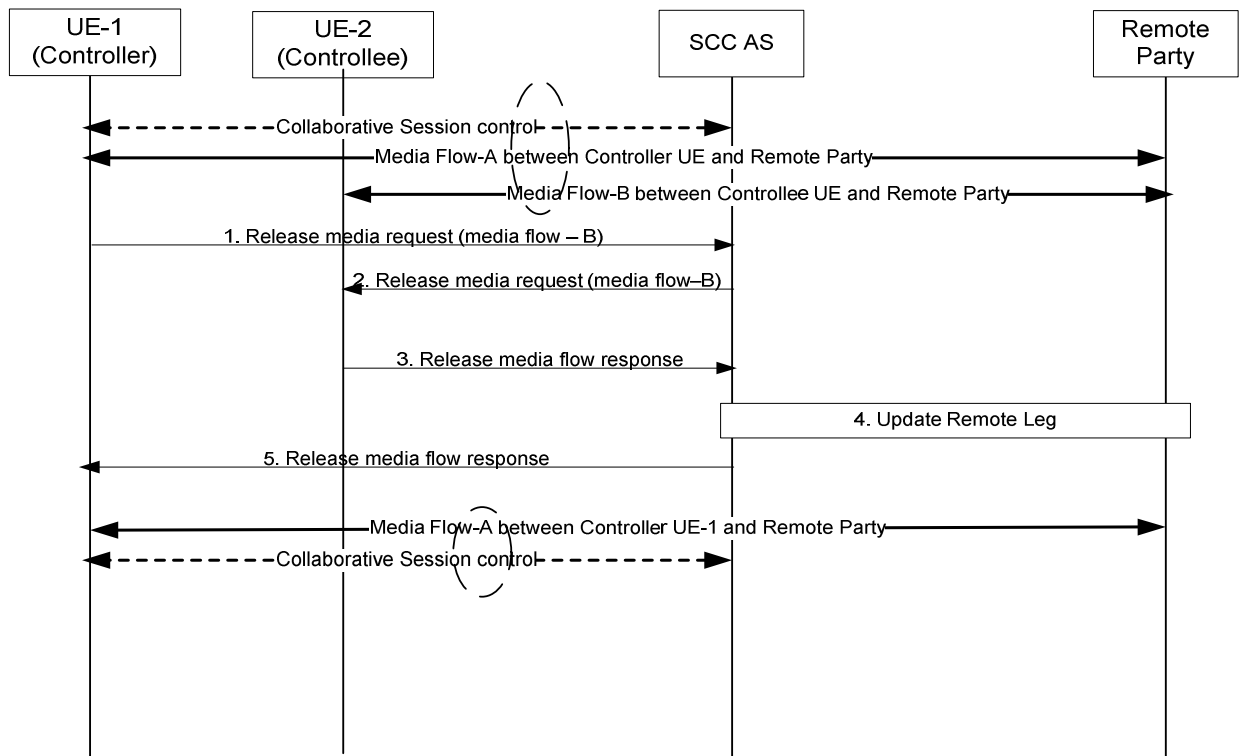 UE-1
(Controller)
UE-2
(Controllee)
SCC AS
Remote
Party
Collaborative Session control
Media Flow-A between Controller UE and Remote Party
Media Flow-B between Controllee UE and Remote Party
1. Release media request (media flow – B)
2. Release media request (media flow–B)
3. Release media flow response
4. Update Remote Leg
5. Release media flow response
Media Flow-A between Controller UE-1 and Remote Party
Collaborative Session control